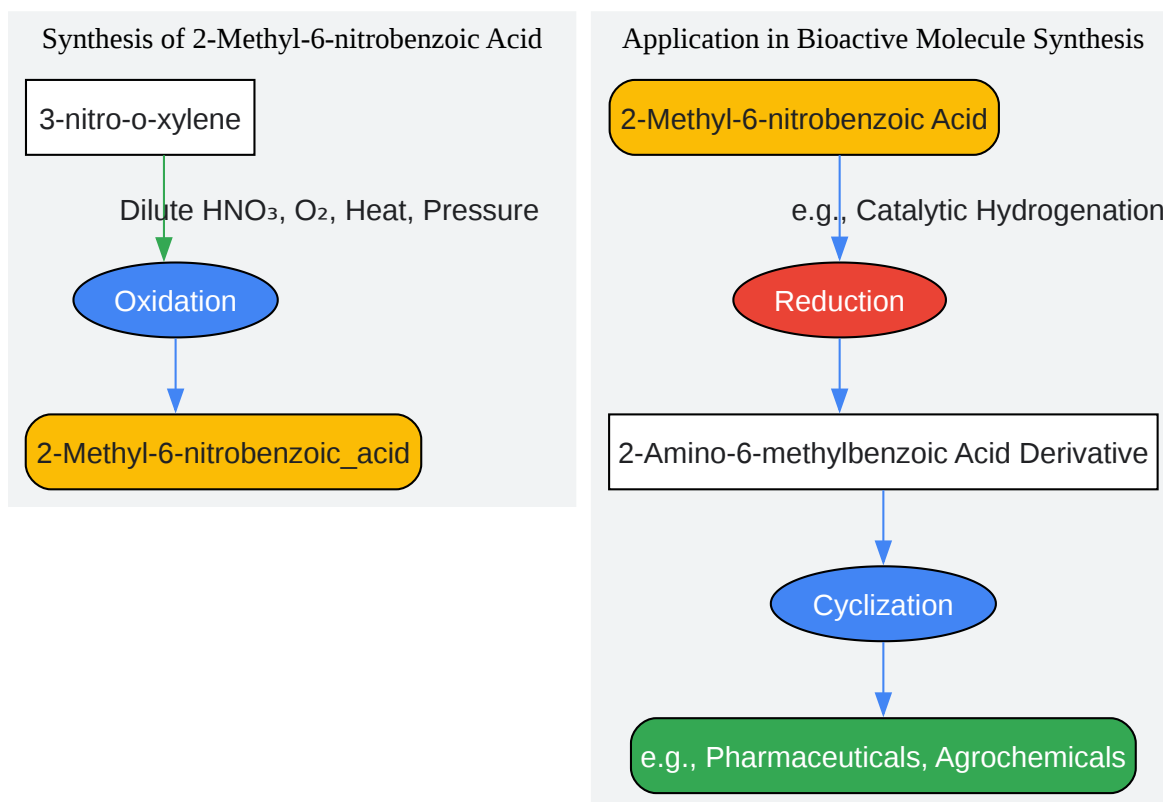 Synthesis of 2-Methyl-6-nitrobenzoic Acid
3-nitro-o-xylene
Dilute HNO₃, O₂, Heat, Pressure
Oxidation
2-Methyl-6-nitrobenzoic_acid
Application in Bioactive Molecule Synthesis
2-Methyl-6-nitrobenzoic Acid
e.g., Catalytic Hydrogenation
Reduction
2-Amino-6-methylbenzoic Acid Derivative
Cyclization
e.g., Pharmaceuticals, Agrochemicals